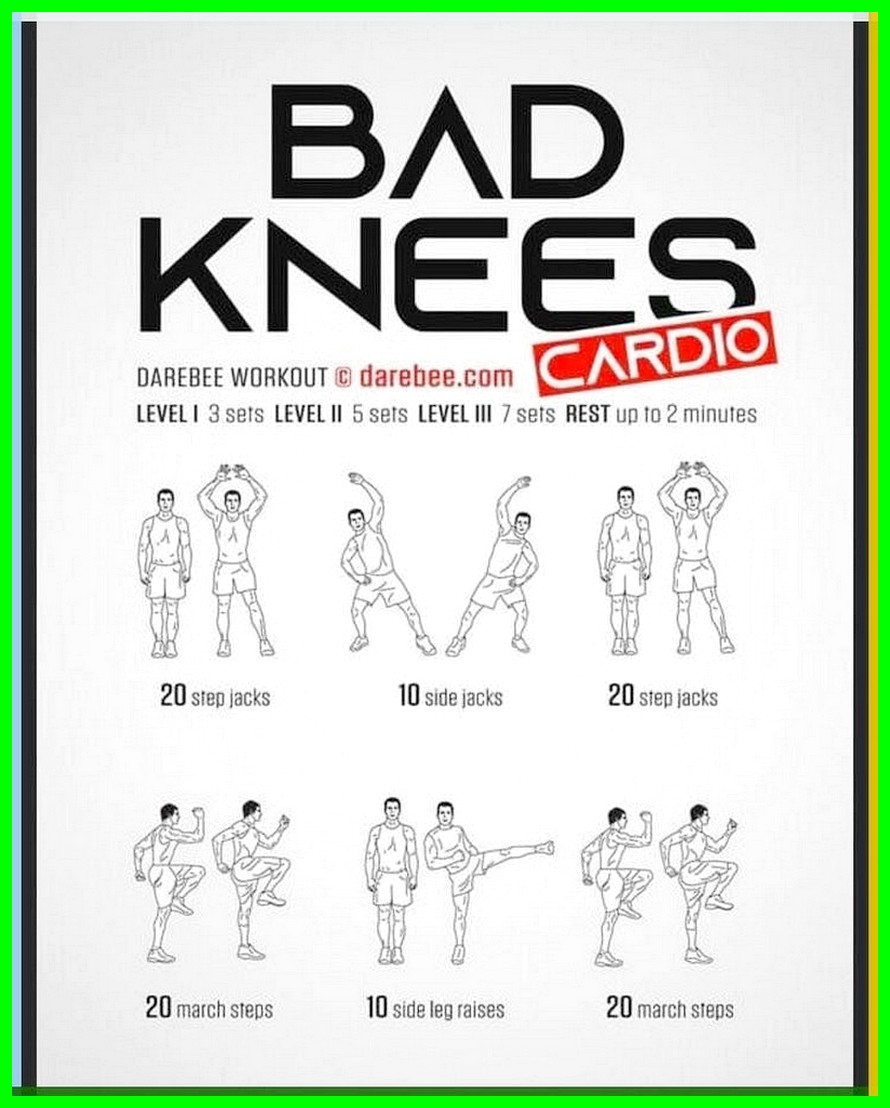 BAD
KNEES
CARDIO
DAREBEE WORKOUT © darebee.com
LEVEL I 3 sets LEVEL II 5 sets LEVEL III 7 sets REST up to 2 minutes
20 step jacks
10 side jacks
20 step jacks
20 march steps
10 side leg raises
20 march steps